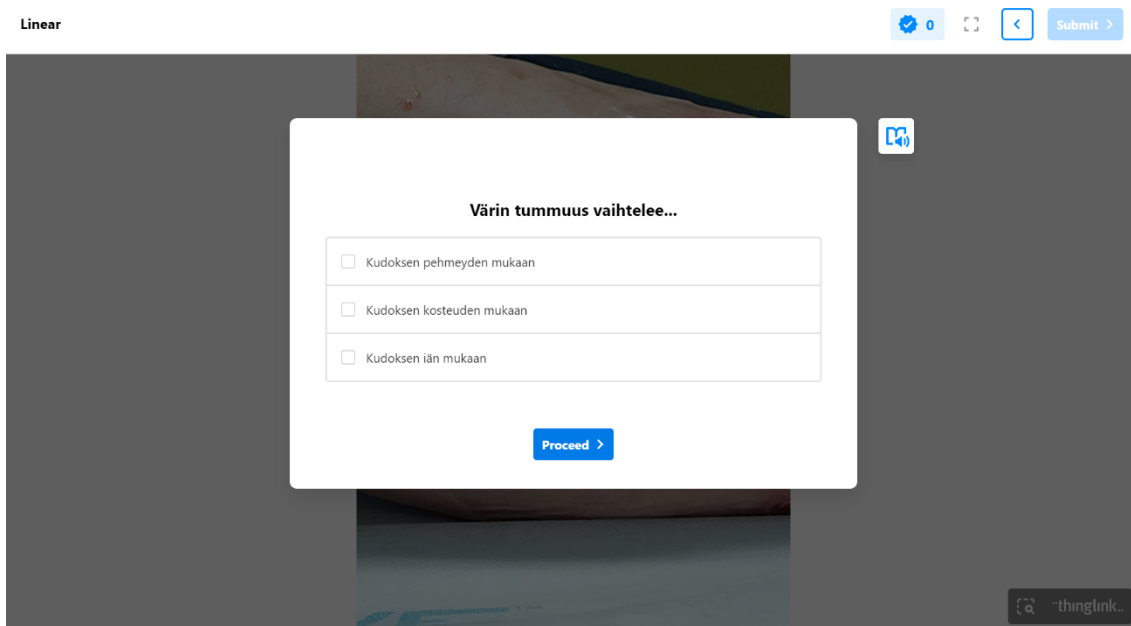 Linear
0
Submit
Värin tummuus vaihtelee...
Kudoksen pehmeyden mukaan
Kudoksen kosteuden mukaan
Kudoksen iän mukaan
Proceed
thinglink..